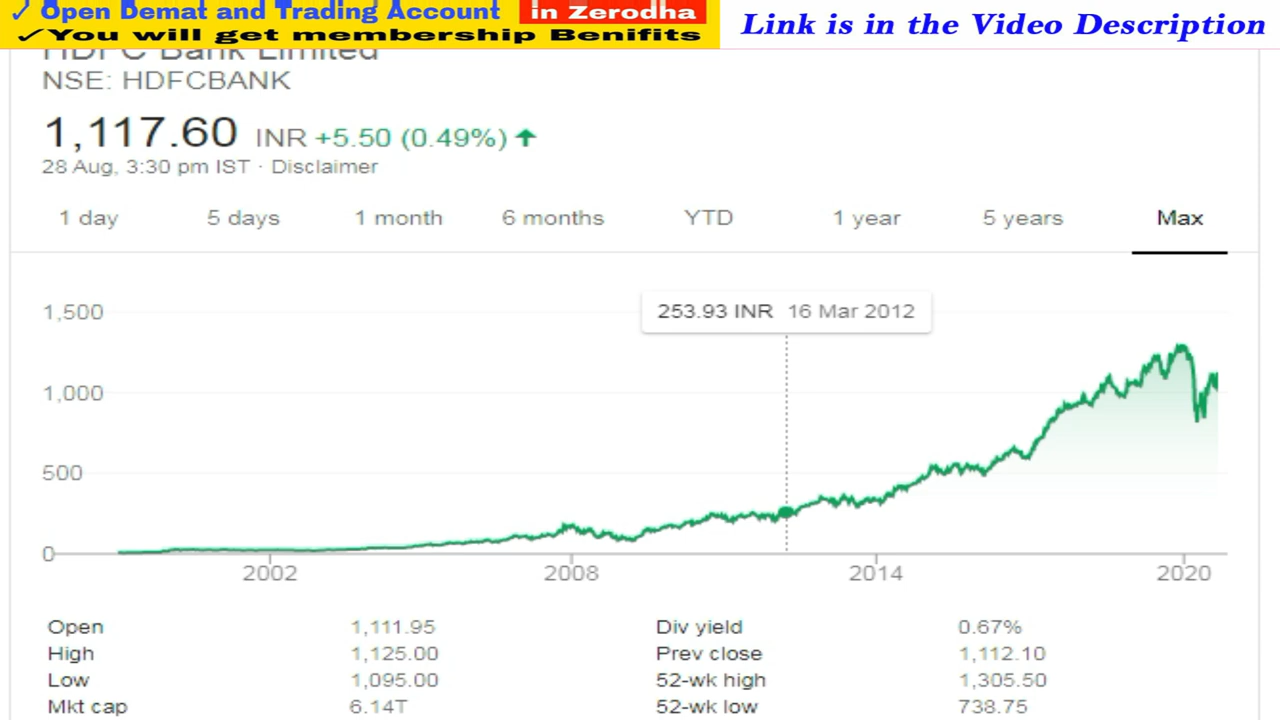 ✓ Open Demat and Trading Account in Zerodha
✓You will get membership Benifits
Link is in the Video Description
HDFC Bank Limited
NSE: HDFCBANK
1,117.60 INR +5.50 (0.49%) ↑
28 Aug, 3:30 pm IST · Disclaimer
1 day 5 days 1 month 6 months YTD 1 year 5 years Max
253.93 INR 16 Mar 2012
1,500
1,000
500
0
2002 2008 2014 2020
Open 1,111.95 Div yield 0.67%
High 1,125.00 Prev close 1,112.10
Low 1,095.00 52-wk high 1,305.50
Mkt cap 6.14T 52-wk low 738.75